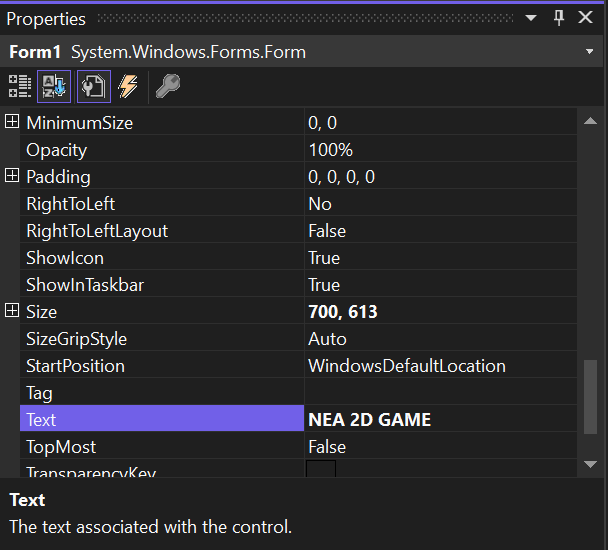 Properties
Form1 System.Windows.Forms.Form
MinimumSize 0, 0
Opacity 100%
Padding 0, 0, 0, 0
RightToLeft No
RightToLeftLayout False
ShowIcon True
ShowInTaskbar True
Size 700, 613
SizeGripStyle Auto
StartPosition WindowsDefaultLocation
Tag
Text NEA 2D GAME
TopMost False
TransparencyKey
Text
The text associated with the control.